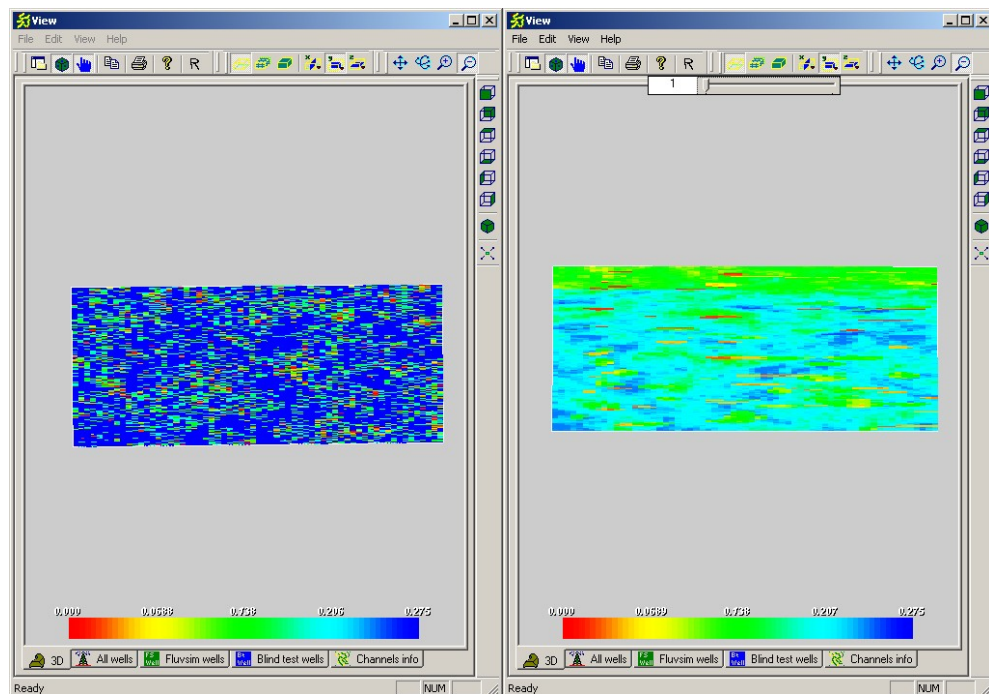 View
File Edit View Help
R
0.000 0.0688 0.138 0.206 0.275
3D All wells Fluvsim wells Blind test wells Channels info
Ready NUM
View
File Edit View Help
R
1
0.000 0.0689 0.138 0.207 0.275
3D All wells Fluvsim wells Blind test wells Channels info
Ready NUM